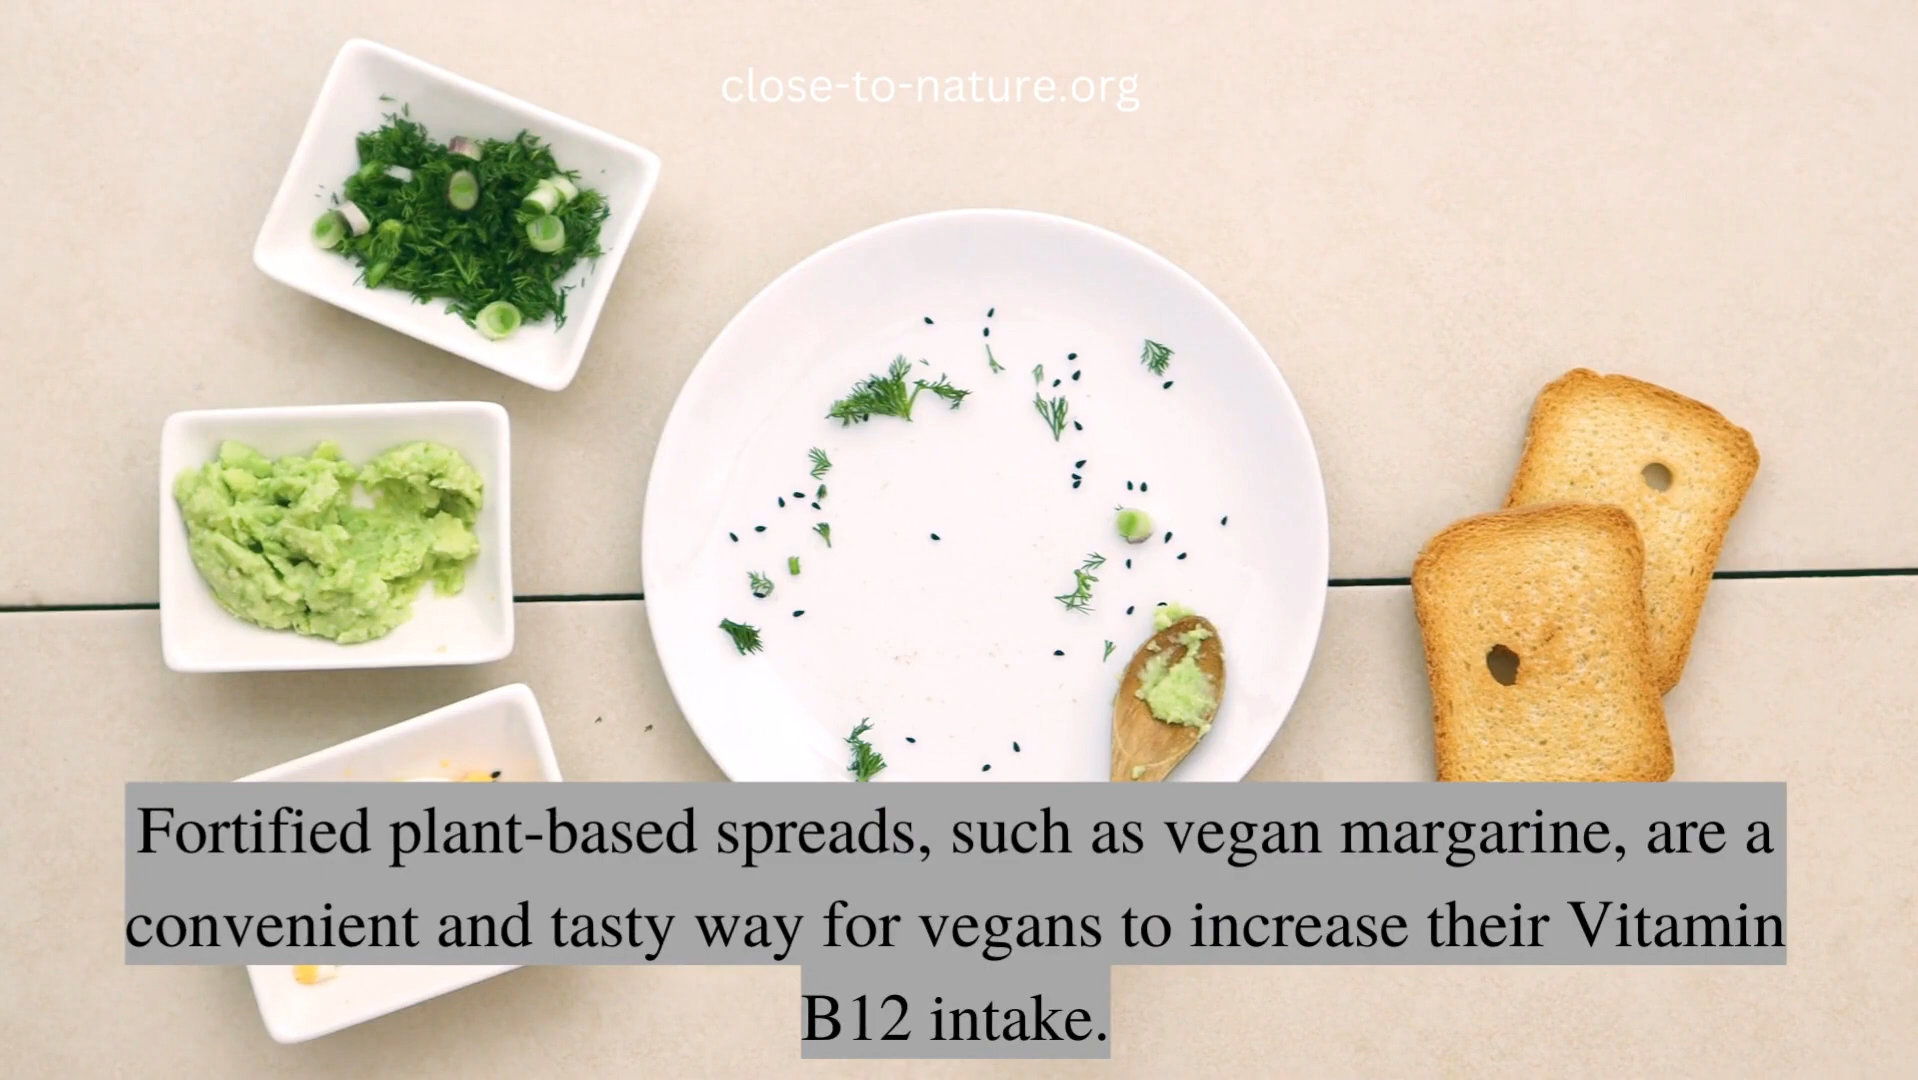 close-to-nature.org
Fortified plant-based spreads, such as vegan margarine, are a
convenient and tasty way for vegans to increase their Vitamin
B12 intake.